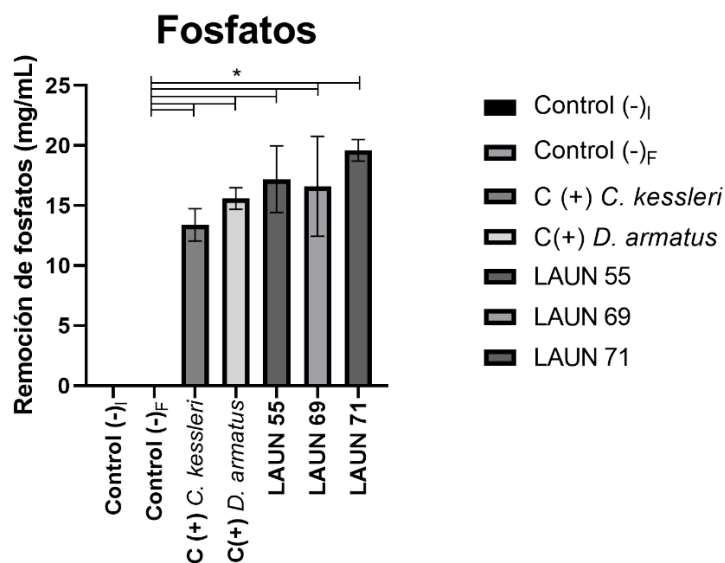 Fosfatos
Remoción de fosfatos (mg/mL)
25
20
15
10
5
0
*
Control (-)I
Control (-)F
C (+) C. kessleri
C(+) D. armatus
LAUN 55
LAUN 69
LAUN 71
Control (-)I
Control (-)F
C (+) C. kessleri
C(+) D. armatus
LAUN 55
LAUN 69
LAUN 71